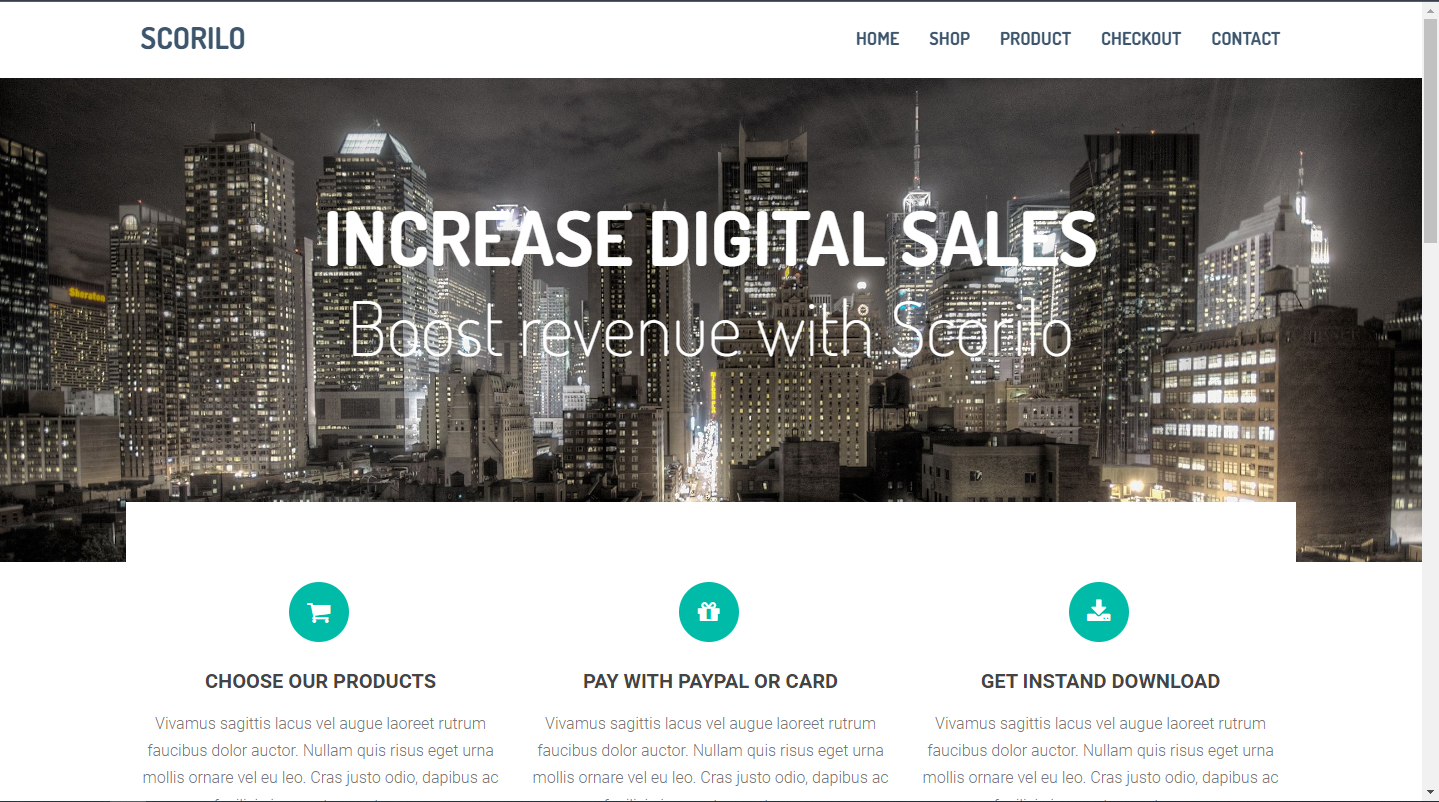 SCORILO
HOME SHOP PRODUCT CHECKOUT CONTACT
Sheraton
INCREASE DIGITAL SALES
Boost revenue with Scorilo
CHOOSE OUR PRODUCTS
Vivamus sagittis lacus vel augue laoreet rutrum
faucibus dolor auctor. Nullam quis risus eget urna
mollis ornare vel eu leo. Cras justo odio, dapibus ac
PAY WITH PAYPAL OR CARD
Vivamus sagittis lacus vel augue laoreet rutrum
faucibus dolor auctor. Nullam quis risus eget urna
mollis ornare vel eu leo. Cras justo odio, dapibus ac
GET INSTAND DOWNLOAD
Vivamus sagittis lacus vel augue laoreet rutrum
faucibus dolor auctor. Nullam quis risus eget urna
mollis ornare vel eu leo. Cras justo odio, dapibus ac